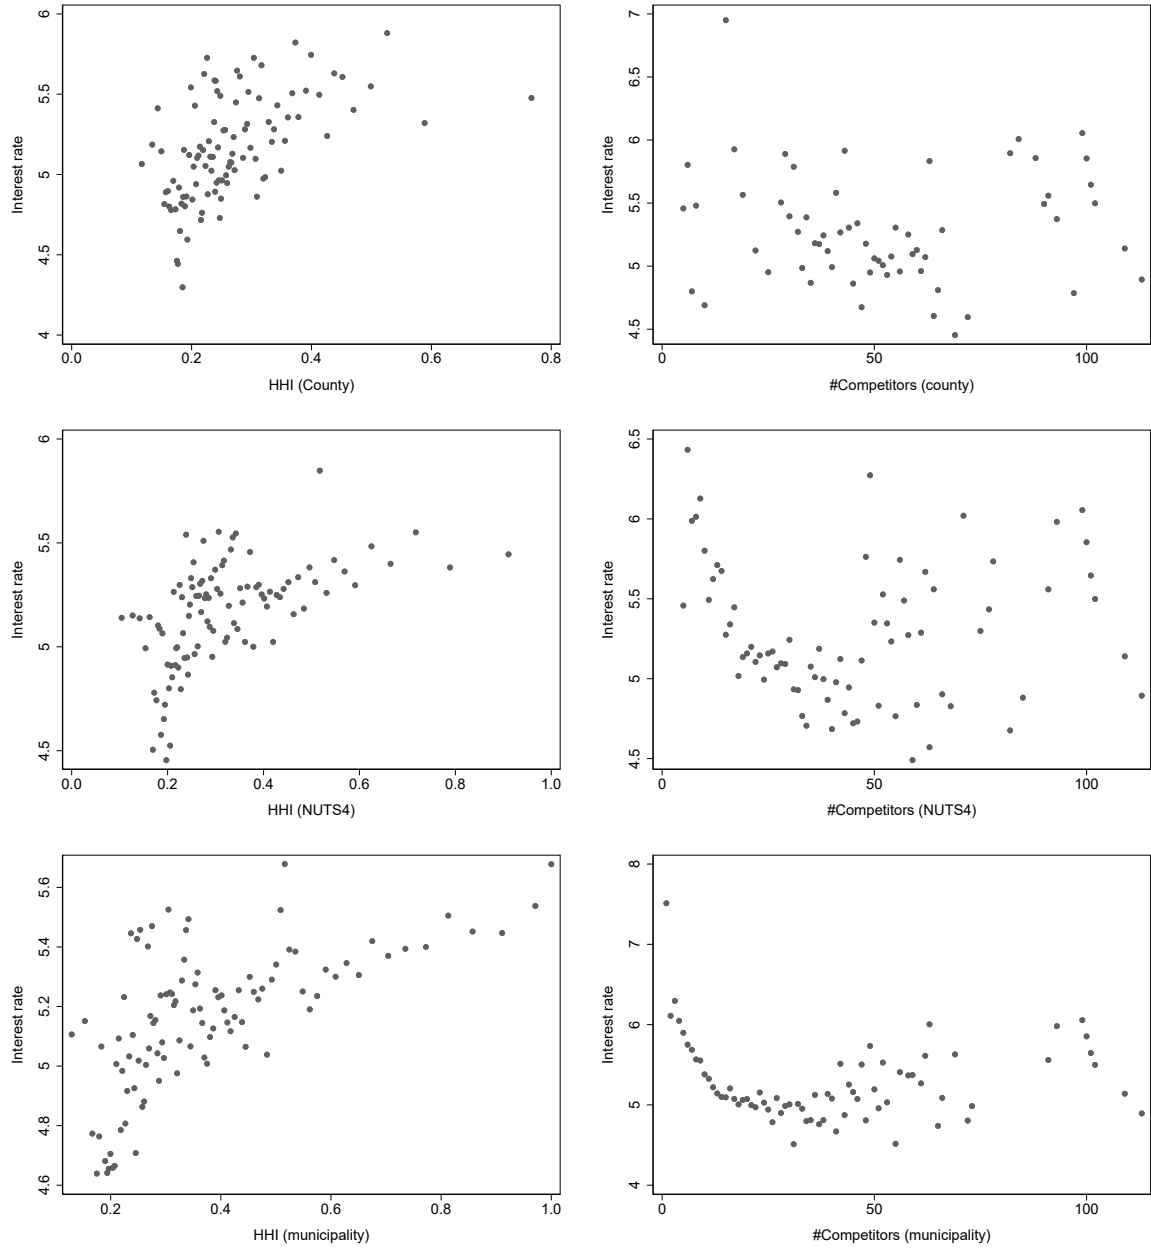 6
5.5
5
4.5
4
Interest rate
0.0 0.2 0.4 0.6 0.8
HHI (County)
7
6.5
6
5.5
5
4.5
Interest rate
0 50 100
#Competitors (county)
6
5.5
5
4.5
Interest rate
0.0 0.2 0.4 0.6 0.8 1.0
HHI (NUTS4)
6.5
6
5.5
5
4.5
Interest rate
0 50 100
#Competitors (NUTS4)
5.6
5.4
5.2
5
4.8
4.6
Interest rate
0.2 0.4 0.6 0.8 1.0
HHI (municipality)
8
7
6
5
4
Interest rate
0 50 100
#Competitors (municipality)